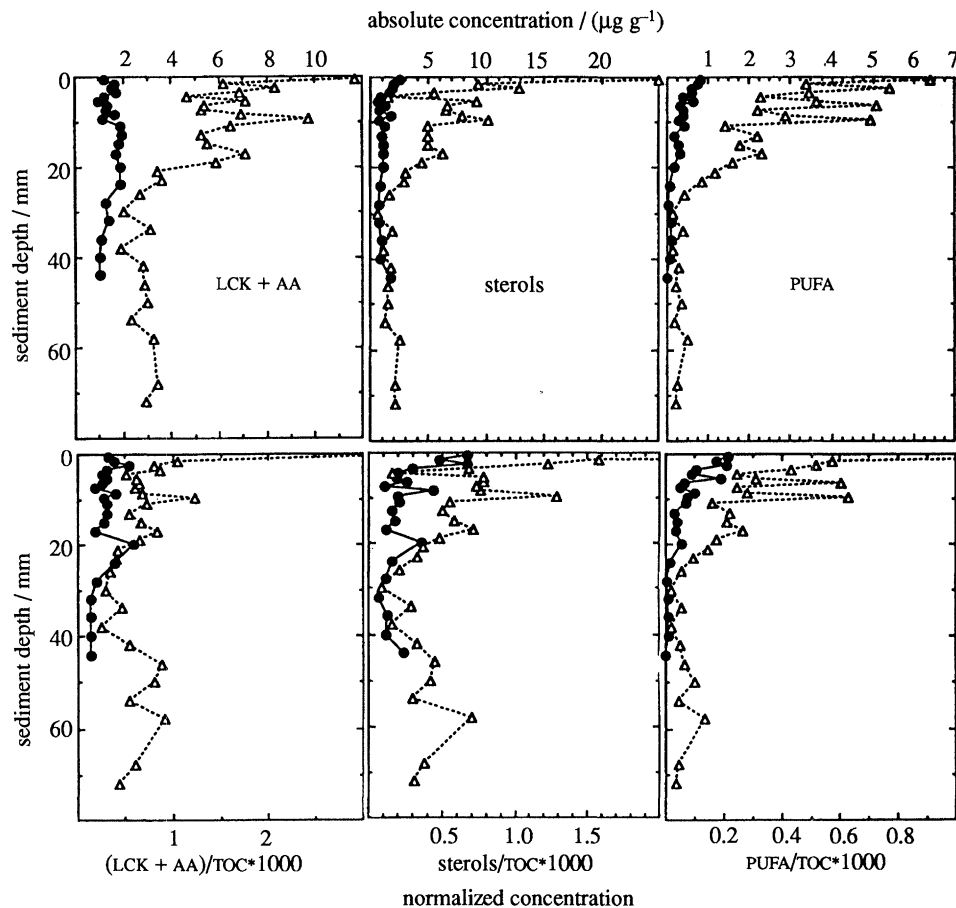 absolute concentration / (µg g⁻¹)
2 4 6 8 10 5 10 15 20 1 2 3 4 5 6 7
0
20
40
60
sediment depth / mm
LCK + AA sterols PUFA
0
20
40
60
sediment depth / mm
1 2 0.5 1.0 1.5 0.2 0.4 0.6 0.8 1
(LCK + AA)/TOC*1000 sterols/TOC*1000 PUFA/TOC*1000
normalized concentration